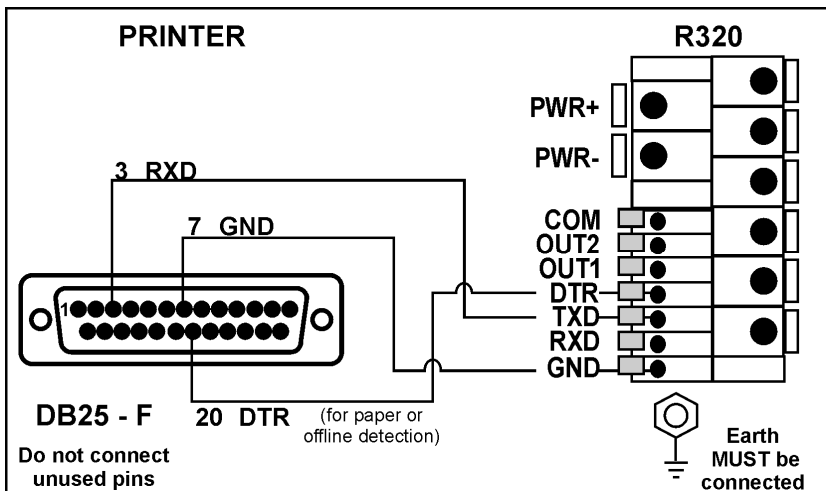 PRINTER
R320
PWR+
PWR-
3 RXD
7 GND
COM
OUT2
OUT1
DTR
TXD
RXD
GND
1
DB25 - F
20 DTR
(for paper or
offline detection)
Do not connect
unused pins
Earth
MUST be
connected